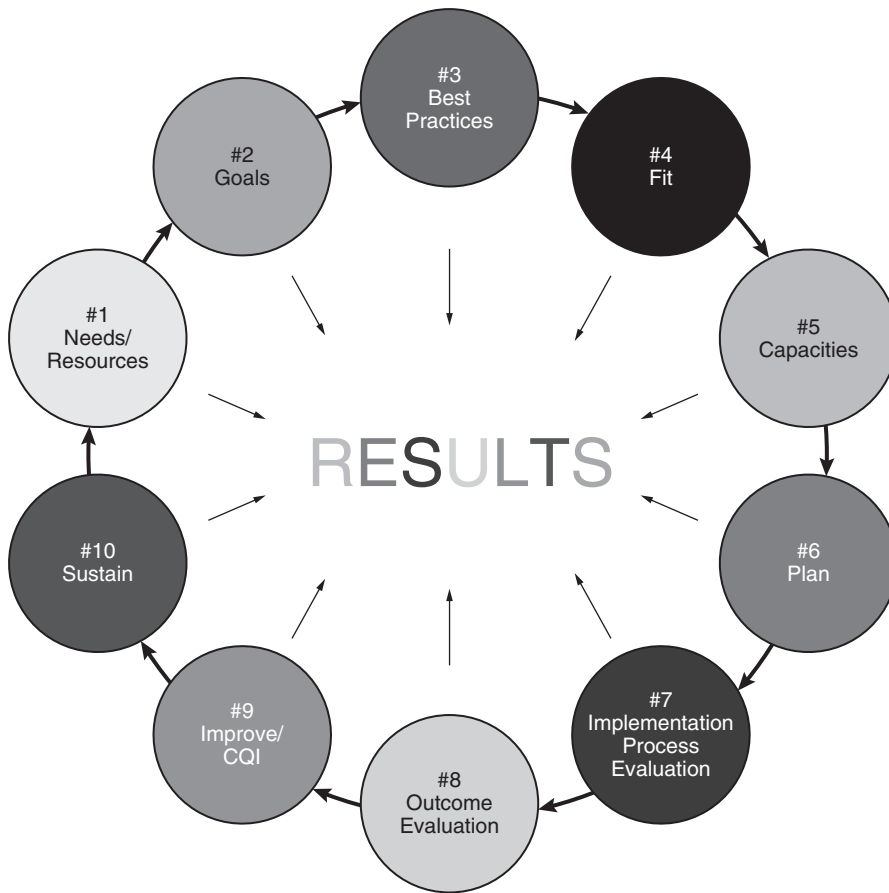 #1
Needs/
Resources
#2
Goals
#3
Best
Practices
#4
Fit
#5
Capacities
#6
Plan
#7
Implementation
Process
Evaluation
#8
Outcome
Evaluation
#9
Improve/
CQI
#10
Sustain
RESULTS